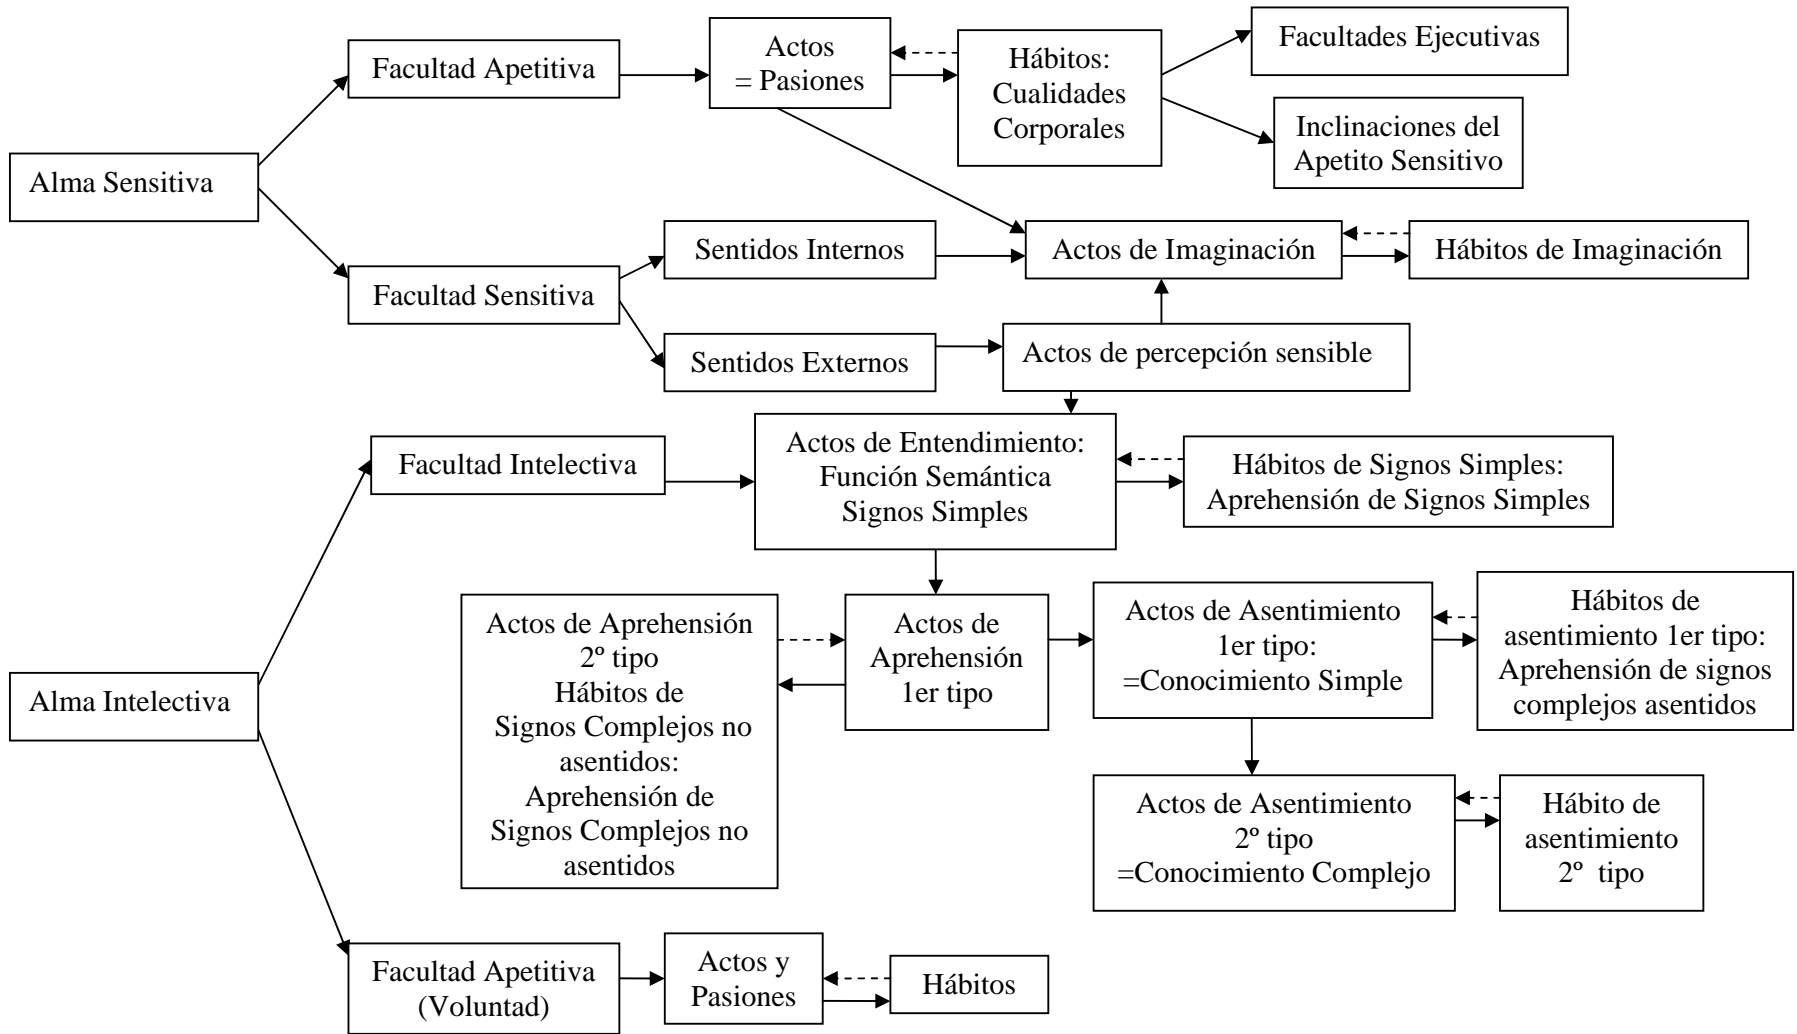 Facultad Apetitiva
Actos
= Pasiones
Hábitos:
Cualidades
Corporales
Facultades Ejecutivas
Inclinaciones del
Apetito Sensitivo
Alma Sensitiva
Sentidos Internos
Actos de Imaginación
Hábitos de Imaginación
Facultad Sensitiva
Sentidos Externos
Actos de percepción sensible
Facultad Intelectiva
Actos de Entendimiento:
Función Semántica
Signos Simples
Hábitos de Signos Simples:
Aprehensión de Signos Simples
Alma Intelectiva
Actos de Aprehensión
2º tipo
Hábitos de
Signos Complejos no
asentidos:
Aprehensión de
Signos Complejos no
asentidos
Actos de
Aprehensión
1er tipo
Actos de Asentimiento
1er tipo:
=Conocimiento Simple
Hábitos de
asentimiento 1er tipo:
Aprehensión de signos
complejos asentidos
Actos de Asentimiento
2º tipo
=Conocimiento Complejo
Hábito de
asentimiento
2º tipo
Facultad Apetitiva
(Voluntad)
Actos y
Pasiones
Hábitos